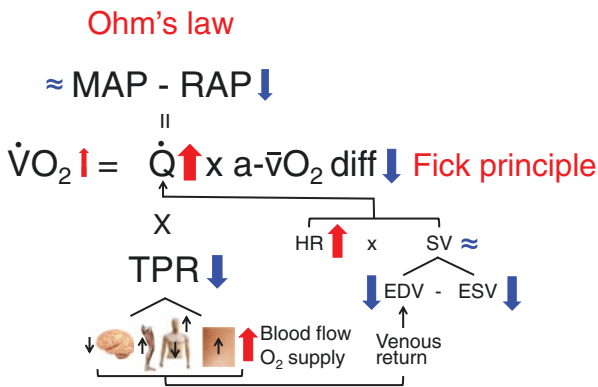 Ohm's law
≈ MAP - RAP
=
V̇O₂ = Q̇ x a-v̄O₂ diff Fick principle
X
HR x SV ≈
TPR
EDV - ESV
Blood flow
O₂ supply
Venous
return